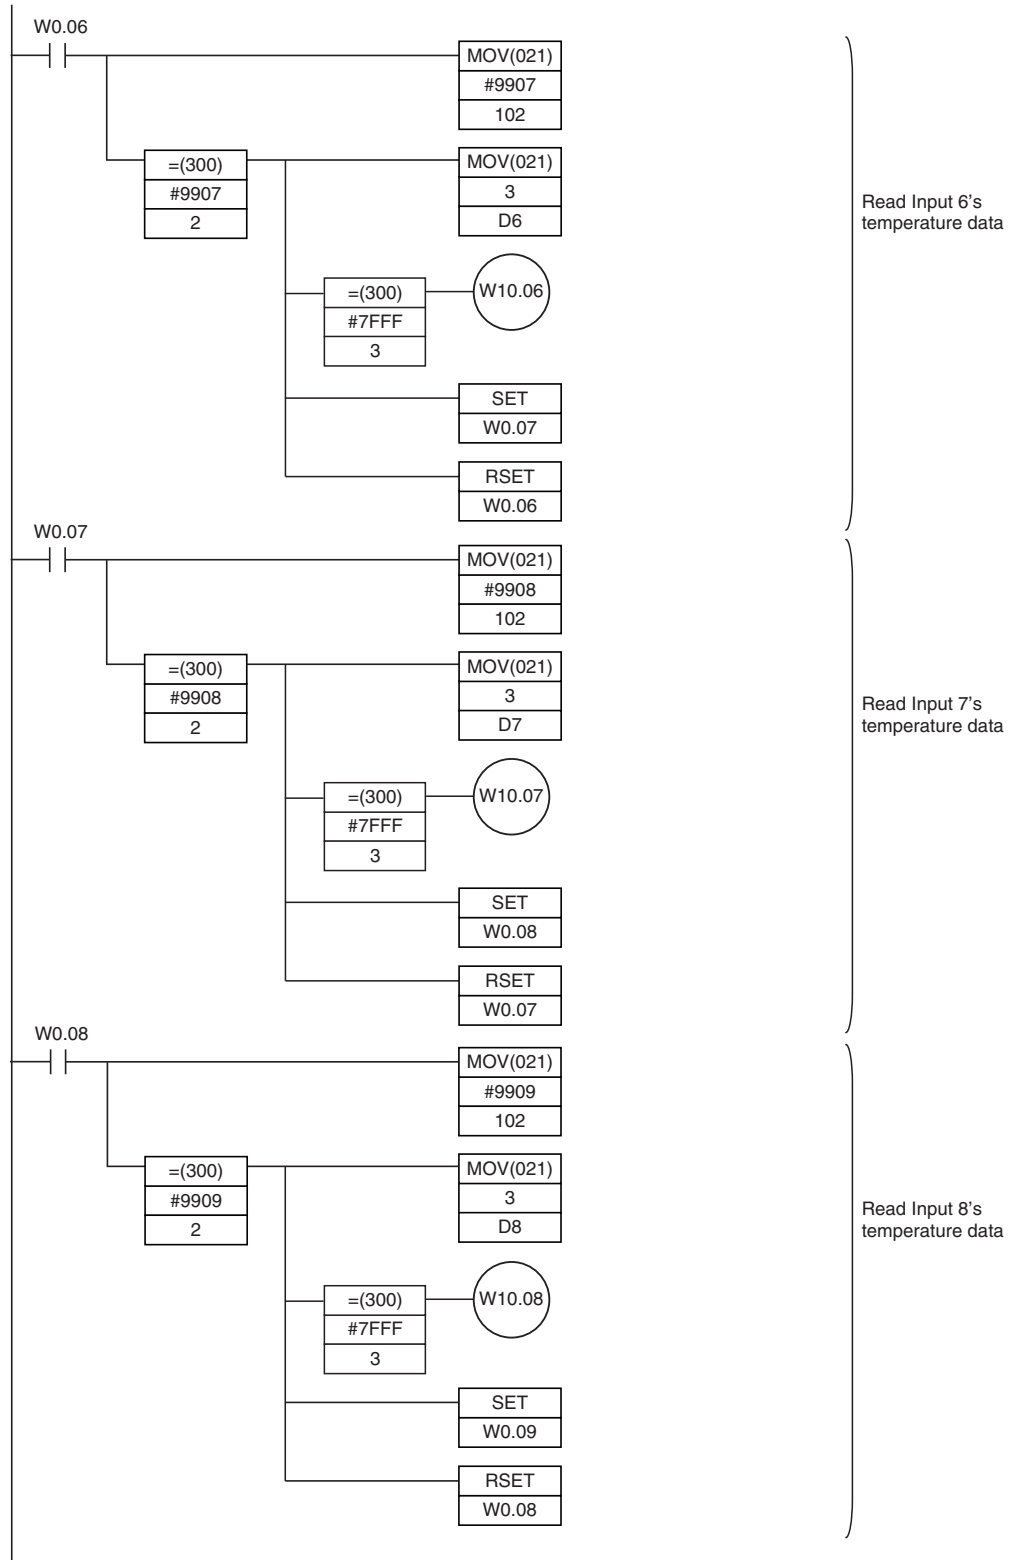 W0.06
MOV(021)
#9907
102
=(300)
#9907
2
MOV(021)
3
D6
=(300)
#7FFF
3
W10.06
SET
W0.07
RSET
W0.06
Read Input 6's
temperature data
W0.07
MOV(021)
#9908
102
=(300)
#9908
2
MOV(021)
3
D7
=(300)
#7FFF
3
W10.07
SET
W0.08
RSET
W0.07
Read Input 7's
temperature data
W0.08
MOV(021)
#9909
102
=(300)
#9909
2
MOV(021)
3
D8
=(300)
#7FFF
3
W10.08
SET
W0.09
RSET
W0.08
Read Input 8's
temperature data